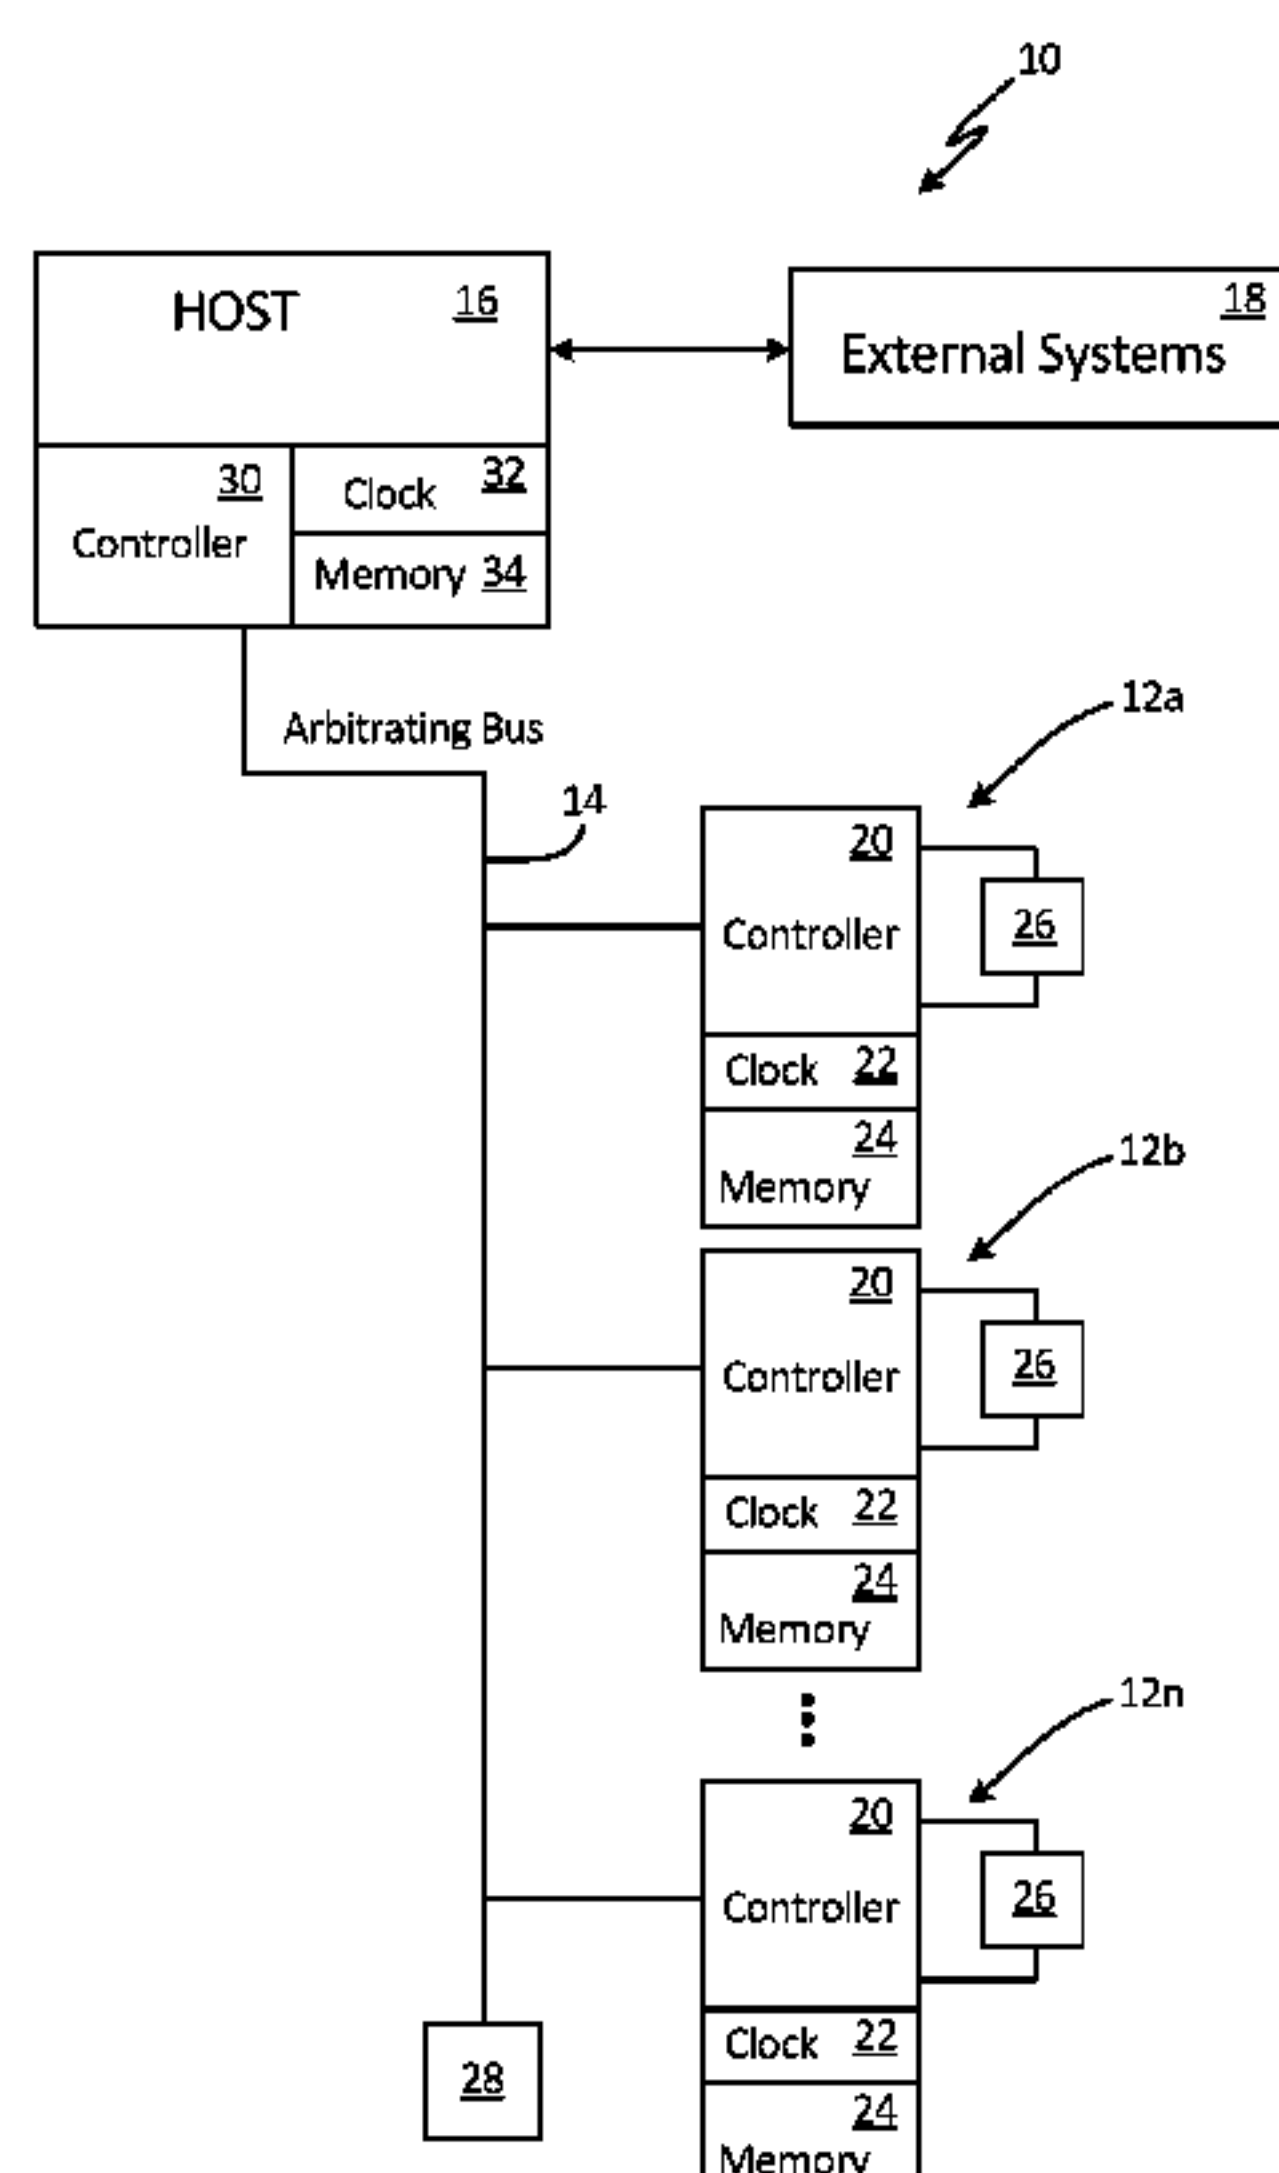 10
HOST 16
18
External Systems
30
Controller
Clock 32
Memory 34
Arbitrating Bus
14
12a
20
Controller
26
Clock 22
24
Memory
12b
20
Controller
26
Clock 22
24
Memory
12n
20
Controller
26
Clock 22
24
Memory
28